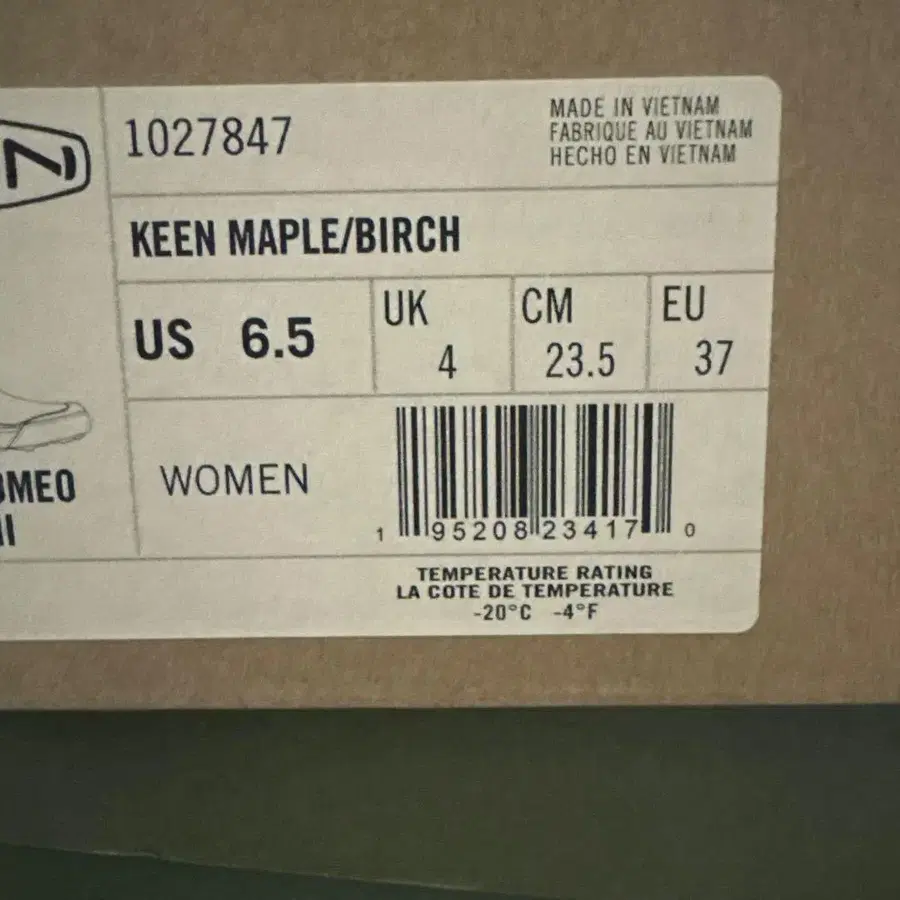 1027847
MADE IN VIETNAM
FABRIQUE AU VIETNAM
HECHO EN VIETNAM
KEEN MAPLE/BIRCH
US 6.5
UK
4
CM
23.5
EU
37
WOMEN
1 95208 23417 0
TEMPERATURE RATING
LA COTE DE TEMPERATURE
-20°C -4°F